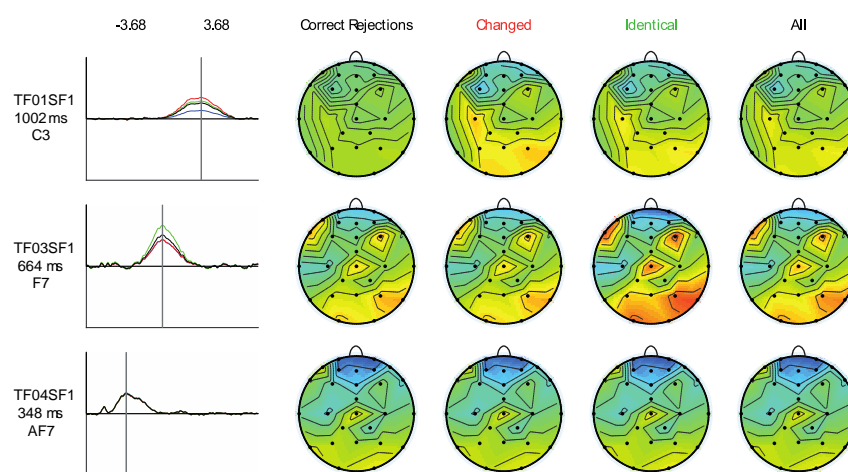 -3.68 3.68 Correct Rejections Changed Identical All
TF01SF1
1002 ms
C3
TF03SF1
664 ms
F7
TF04SF1
348 ms
AF7